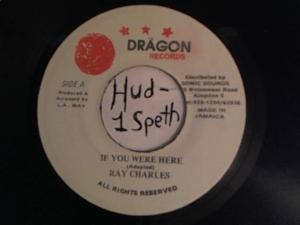 DRAGON
RECORDS
SIDE A
Produced &
Arranged by
L.A. MAY
Distributed by
SONIC SOUNDS
Kingston 5
MADE IN
JAMAICA
Hud-
1 Speth
IF YOU WERE HERE
(Adapted)
RAY CHARLES
ALL RIGHTS RESERVED